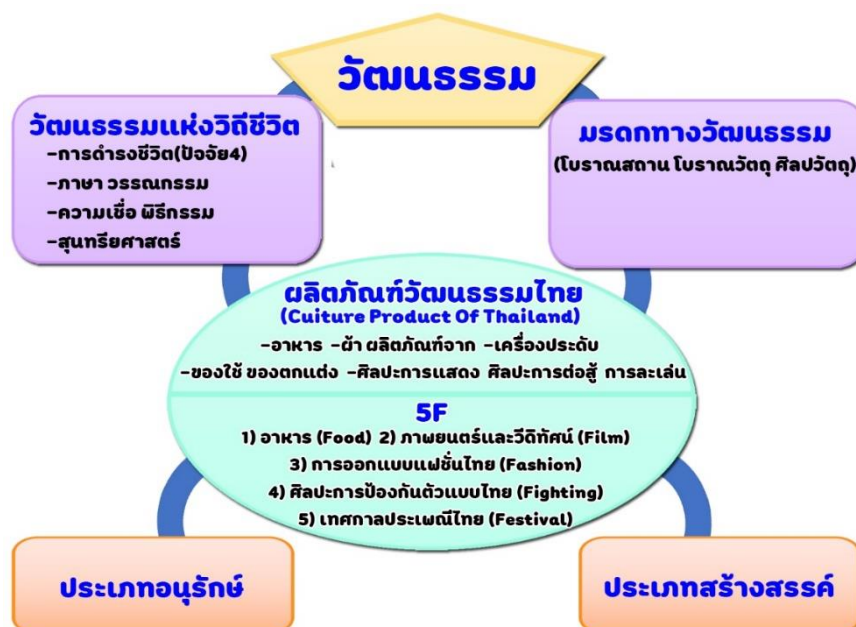 วัฒนธรรม
วัฒนธรรมแห่งวิถีชีวิต
-การดำรงชีวิต(ปัจจัย4)
-ภาษา วรรณกรรม
-ความเชื่อ พิธีกรรม
-สุนทรียศาสตร์
มรดกทางวัฒนธรรม
(โบราณสถาน โบราณวัตถุ ศิลปวัตถุ)
ผลิตภัณฑ์วัฒนธรรมไทย
(Cuiture Product Of Thailand)
-อาหาร -ผ้า ผลิตภัณฑ์จาก -เครื่องประดับ
-ของใช้ ของตกแต่ง -ศิลปะการแสดง ศิลปะการต่อสู้ การละเล่น
5F
1) อาหาร (Food) 2) ภาพยนตร์และวีดิทัศน์ (Film)
3) การออกแบบแฟชั่นไทย (Fashion)
4) ศิลปะการป้องกันตัวแบบไทย (Fighting)
5) เทศกาลประเพณีไทย (Festival)
ประเภทอนุรักษ์
ประเภทสร้างสรรค์